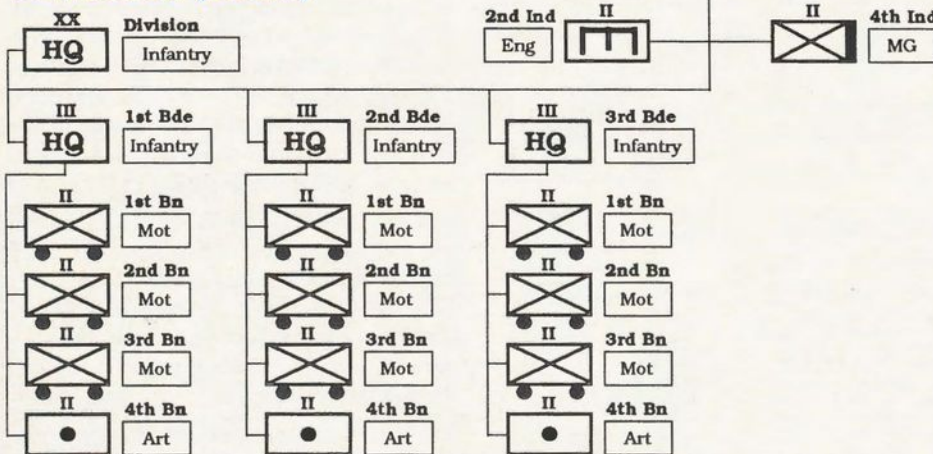 XX Division II 2nd Ind II 4th Ind
HQ Infantry Eng MG
III 1st Bde III 2nd Bde III 3rd Bde
HQ Infantry HQ Infantry HQ Infantry
II 1st Bn II 1st Bn II 1st Bn
Mot Mot Mot
II 2nd Bn II 2nd Bn II 2nd Bn
Mot Mot Mot
II 3rd Bn II 3rd Bn II 3rd Bn
Mot Mot Mot
II 4th Bn II 4th Bn II 4th Bn
Art Art Art